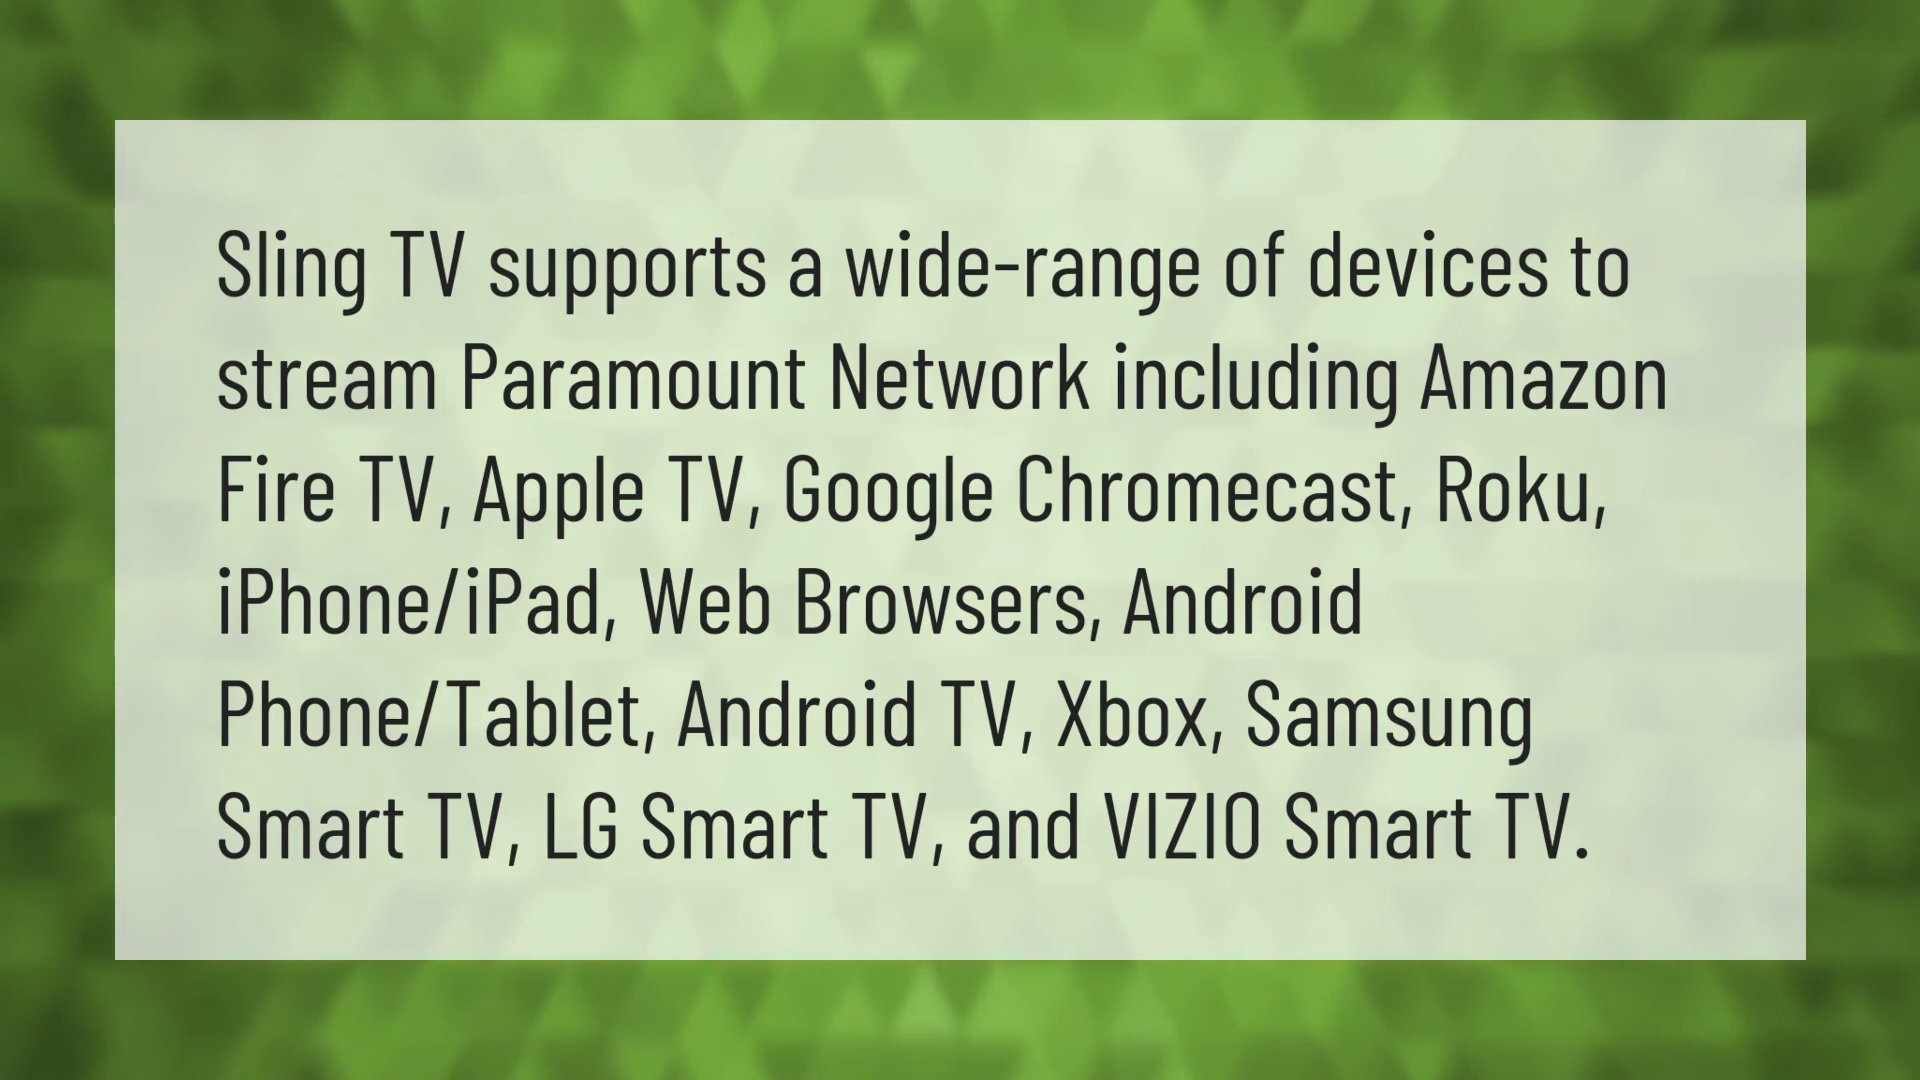 Sling TV supports a wide-range of devices to
stream Paramount Network including Amazon
Fire TV, Apple TV, Google Chromecast, Roku,
iPhone/iPad, Web Browsers, Android
Phone/Tablet, Android TV, Xbox, Samsung
Smart TV, LG Smart TV, and VIZIO Smart TV.